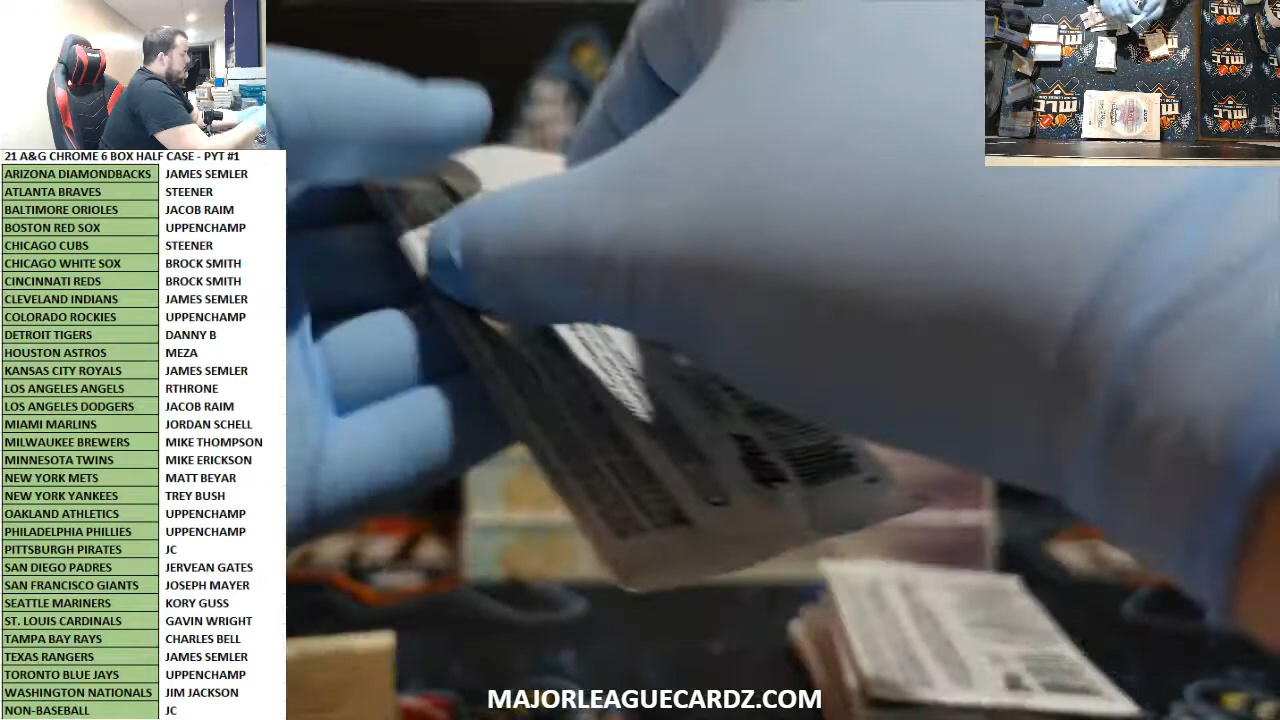 21 A&G CHROME 6 BOX HALF CASE - PYT #1
ARIZONA DIAMONDBACKS JAMES SEMLER
ATLANTA BRAVES STEENER
BALTIMORE ORIOLES JACOB RAIM
BOSTON RED SOX UPPENCHAMP
CHICAGO CUBS STEENER
CHICAGO WHITE SOX BROCK SMITH
CINCINNATI REDS BROCK SMITH
CLEVELAND INDIANS JAMES SEMLER
COLORADO ROCKIES UPPENCHAMP
DETROIT TIGERS DANNY B
HOUSTON ASTROS MEZA
KANSAS CITY ROYALS JAMES SEMLER
LOS ANGELES ANGELS RTHRONE
LOS ANGELES DODGERS JACOB RAIM
MIAMI MARLINS JORDAN SCHELL
MILWAUKEE BREWERS MIKE THOMPSON
MINNESOTA TWINS MIKE ERICKSON
NEW YORK METS MATT BEYAR
NEW YORK YANKEES TREY BUSH
OAKLAND ATHLETICS UPPENCHAMP
PHILADELPHIA PHILLIES UPPENCHAMP
PITTSBURGH PIRATES JC
SAN DIEGO PADRES JERVEAN GATES
SAN FRANCISCO GIANTS JOSEPH MAYER
SEATTLE MARINERS KORY GUSS
ST. LOUIS CARDINALS GAVIN WRIGHT
TAMPA BAY RAYS CHARLES BELL
TEXAS RANGERS JAMES SEMLER
TORONTO BLUE JAYS UPPENCHAMP
WASHINGTON NATIONALS JIM JACKSON
NON-BASEBALL JC
MAJORLEAGUECARDZ.COM
MLC
MLC